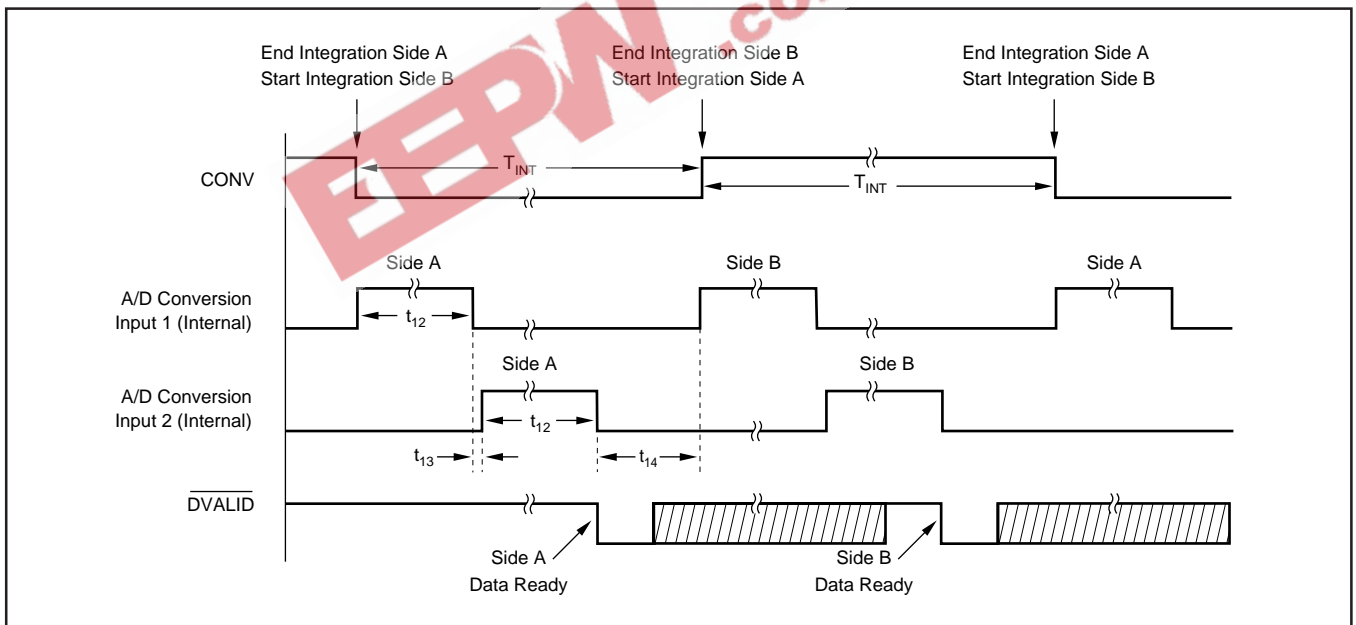 End Integration Side A
Start Integration Side B
End Integration Side B
Start Integration Side A
End Integration Side A
Start Integration Side B
CONV
TINT
TINT
Side A
Side B
Side A
A/D Conversion
Input 1 (Internal)
t12
Side A
Side B
A/D Conversion
Input 2 (Internal)
t12
t13
t14
DVALID
Side A
Data Ready
Side B
Data Ready
EEPW.com